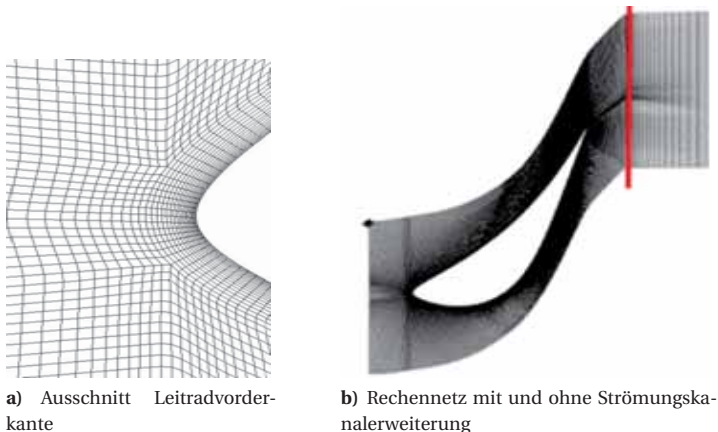 a) Ausschnitt Leitradvorder-
kante
b) Rechennetz mit und ohne Strömungska-
nalerweiterung